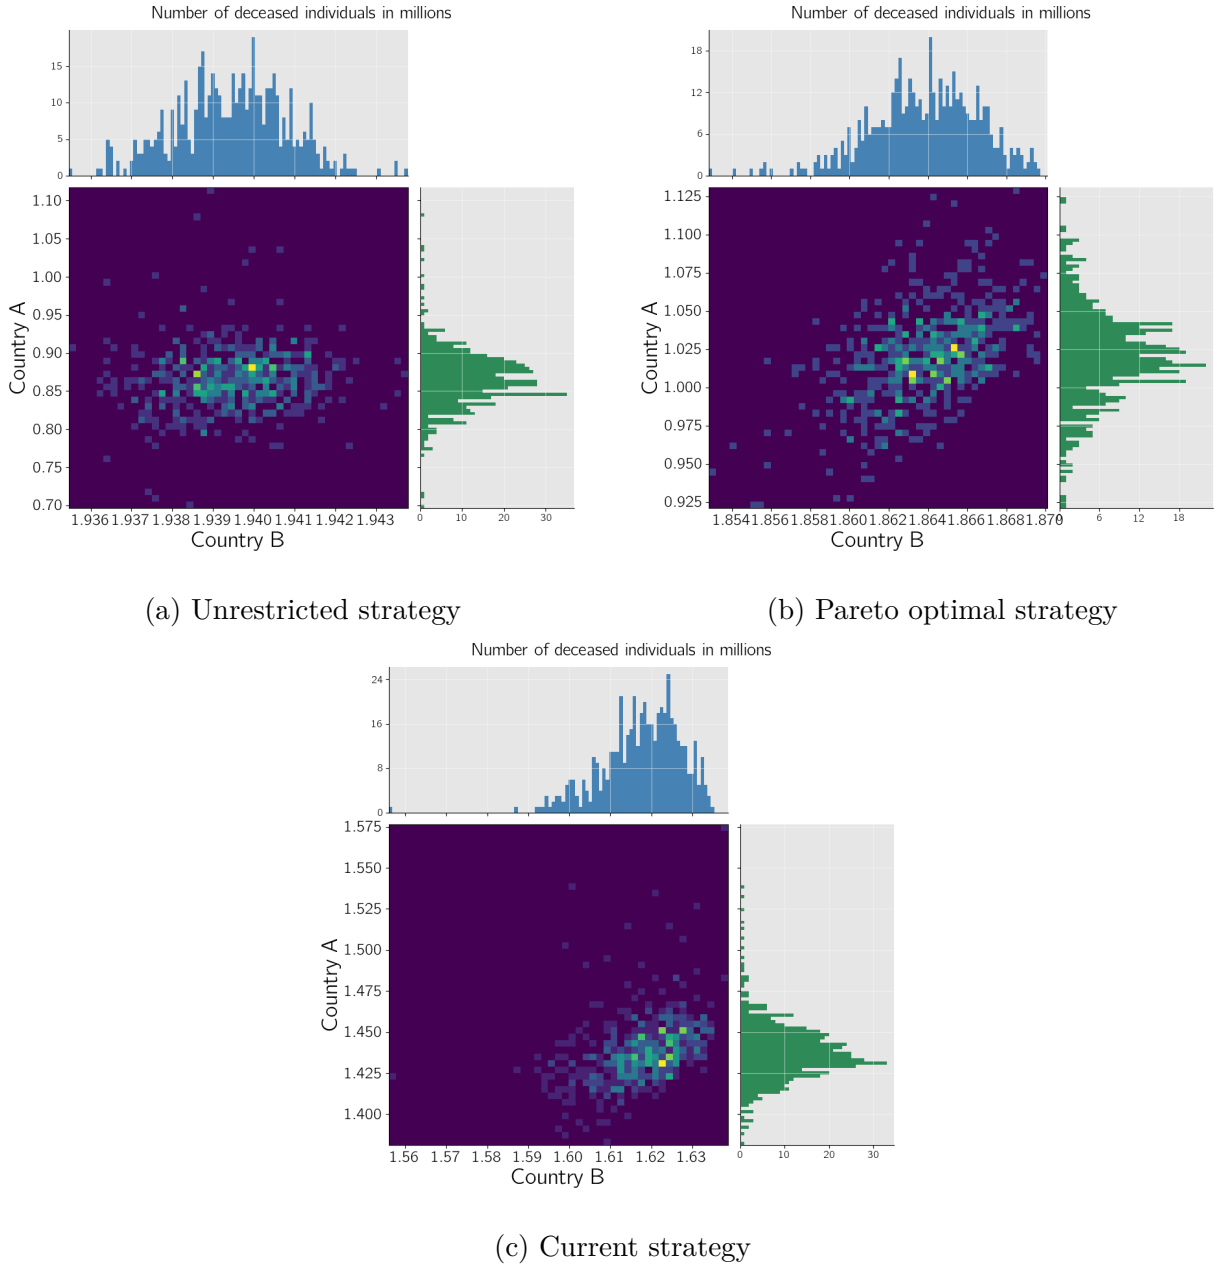 Number of deceased individuals in millions
15
10
5
0
1.10
1.05
1.00
0.95
0.90
0.85
0.80
0.75
0.70
Country A
1.936 1.937 1.938 1.939 1.940 1.941 1.942 1.943
Country B
0 10 20 30
(a) Unrestricted strategy
Number of deceased individuals in millions
18
12
6
0
1.125
1.100
1.075
1.050
1.025
1.000
0.975
0.950
0.925
Country A
1.854 1.856 1.858 1.860 1.862 1.864 1.866 1.868 1.870
Country B
0 6 12 18
(b) Pareto optimal strategy
Number of deceased individuals in millions
24
16
8
0
1.575
1.550
1.525
1.500
1.475
1.450
1.425
1.400
Country A
1.56 1.57 1.58 1.59 1.60 1.61 1.62 1.63
Country B
0 10 20 30
(c) Current strategy